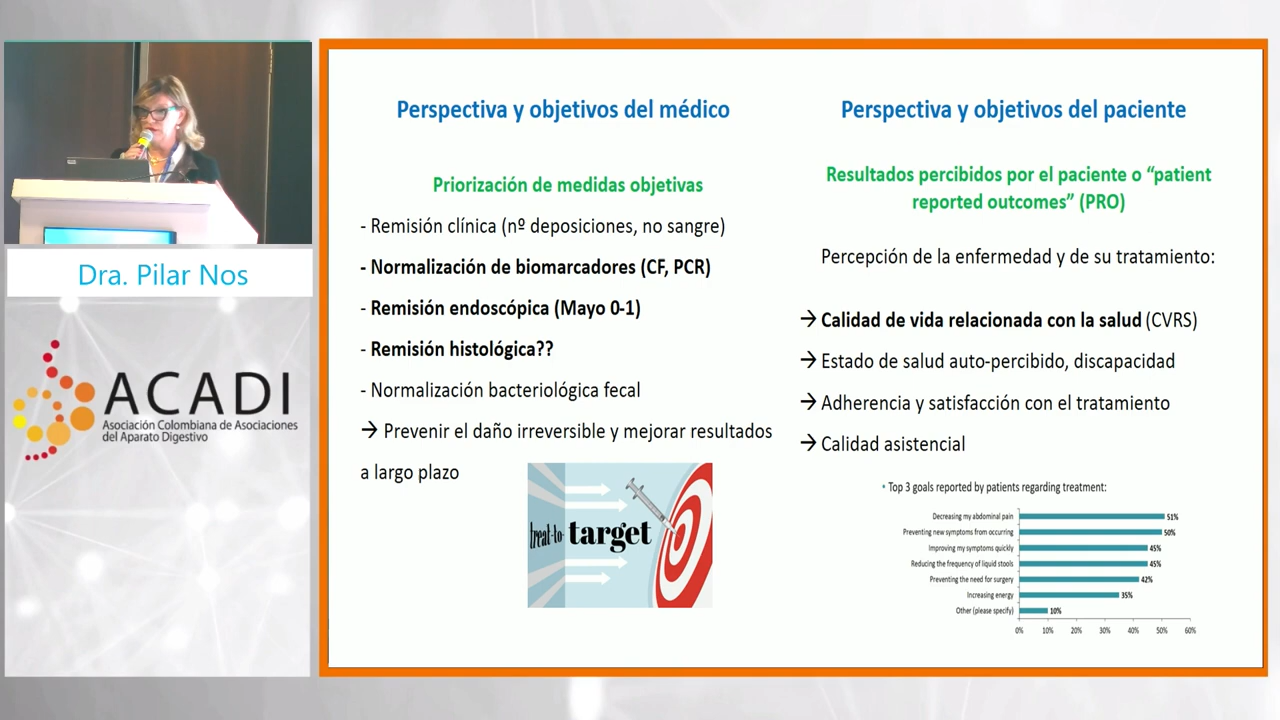 Dra. Pilar Nos
ACADI
Asociación Colombiana de Asociaciones
del Aparato Digestivo
Perspectiva y objetivos del médico
Priorización de medidas objetivas
- Remisión clínica (nº deposiciones, no sangre)
- Normalización de biomarcadores (CF, PCR)
- Remisión endoscópica (Mayo 0-1)
- Remisión histológica??
- Normalización bacteriológica fecal
→ Prevenir el daño irreversible y mejorar resultados
a largo plazo
treat-to-target
Perspectiva y objetivos del paciente
Resultados percibidos por el paciente o “patient
reported outcomes” (PRO)
Percepción de la enfermedad y de su tratamiento:
→ Calidad de vida relacionada con la salud (CVRS)
→ Estado de salud auto-percibido, discapacidad
→ Adherencia y satisfacción con el tratamiento
→ Calidad asistencial
• Top 3 goals reported by patients regarding treatment:
Decreasing my abdominal pain 51%
Preventing new symptoms from occurring 50%
Improving my symptoms quickly 45%
Reducing the frequency of liquid stools 45%
Preventing the need for surgery 42%
Increasing energy 35%
Other (please specify) 10%
0% 10% 20% 30% 40% 50% 60%